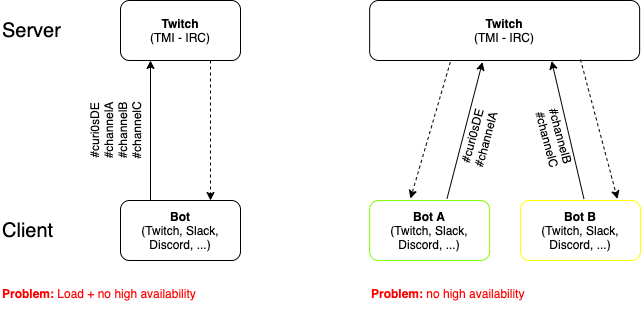 Server
Twitch
(TMI - IRC)
Twitch
(TMI - IRC)
#curi0sDE
#channelA
#channelB
#channelC
#curi0sDE
#channelA
#channelB
#channelC
Client
Bot
(Twitch, Slack,
Discord, ...)
Bot A
(Twitch, Slack,
Discord, ...)
Bot B
(Twitch, Slack,
Discord, ...)
Problem: Load + no high availability
Problem: no high availability